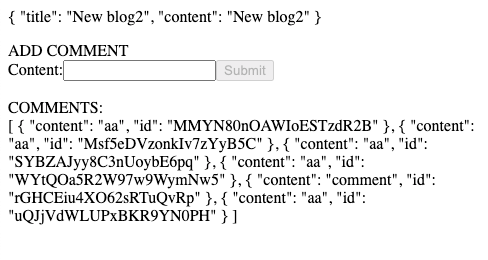 { "title": "New blog2", "content": "New blog2" }
ADD COMMENT
Content: Submit
COMMENTS:
[ { "content": "aa", "id": "MMYN80nOAWIoESTzdR2B" }, { "content":
"aa", "id": "Msf5eDVzonkIv7zYyB5C" }, { "content": "aa", "id":
"SYBZAJyy8C3nUoybE6pq" }, { "content": "aa", "id":
"WYtQOa5R2W97w9WymNw5" }, { "content": "comment", "id":
"rGHCEiu4XO62sRTuQvRp" }, { "content": "aa", "id":
"uQJjVdWLUPxBKR9YN0PH" } ]